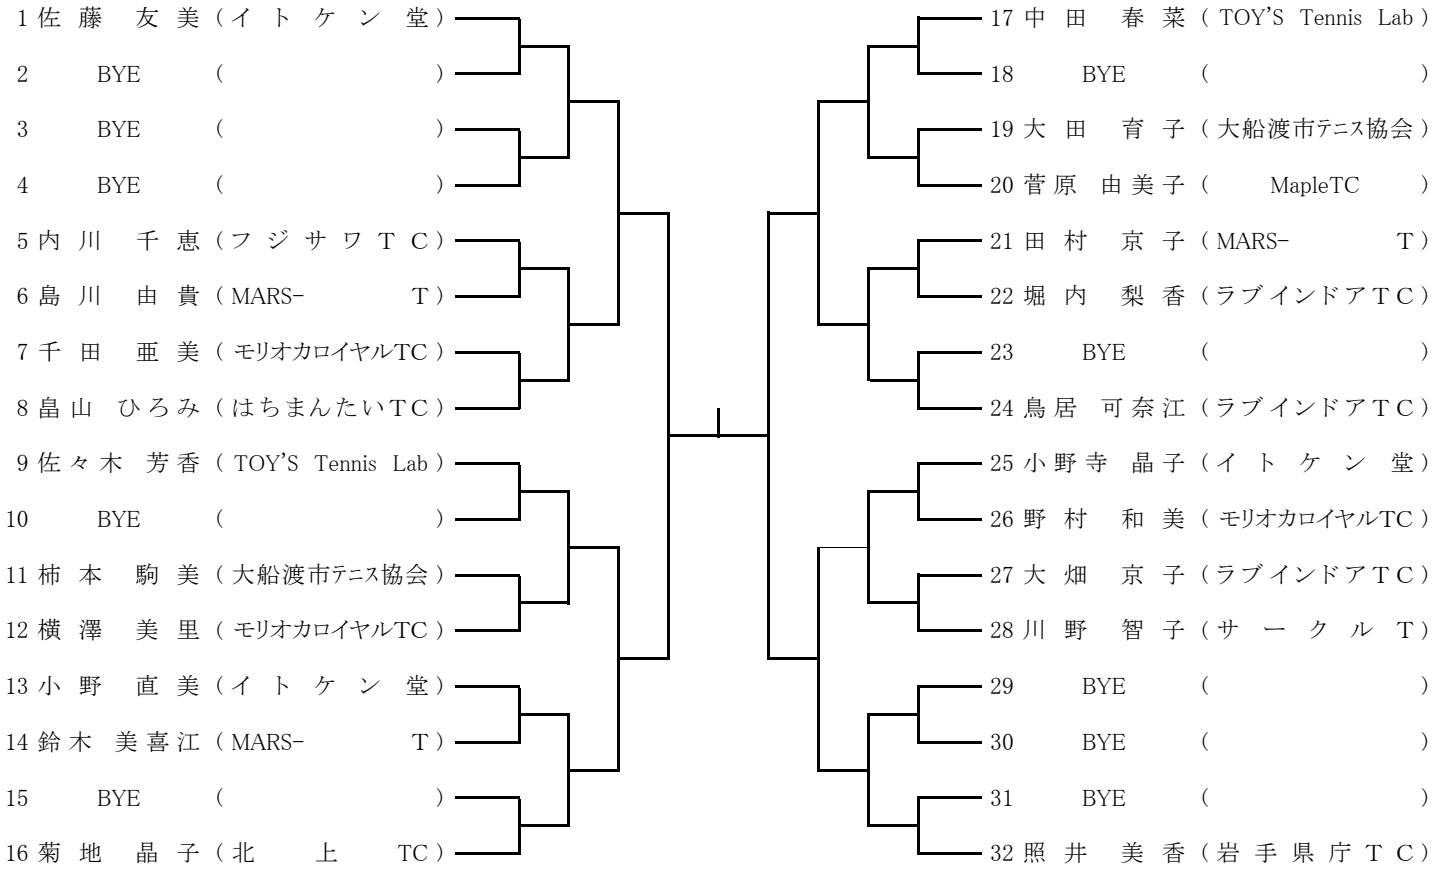 1 佐藤 友美 (イトケン堂)
2 BYE ( )
3 BYE ( )
4 BYE ( )
5 内川 千恵 (フジサワTC)
6 島川 由貴 (MARS-T)
7 千田 亜美 (モリオカロイヤルTC)
8 畠山 ひろみ (はちまんたいTC)
9 佐々木 芳香 (TOY'S Tennis Lab)
10 BYE ( )
11 柿本 駒美 (大船渡市テニス協会)
12 横澤 美里 (モリオカロイヤルTC)
13 小野 直美 (イトケン堂)
14 鈴木 美喜江 (MARS-T)
15 BYE ( )
16 菊地 晶子 (北上TC)
17 中田 春菜 (TOY'S Tennis Lab)
18 BYE ( )
19 大田 育子 (大船渡市テニス協会)
20 菅原 由美子 (MapleTC)
21 田村 京子 (MARS-T)
22 堀内 梨香 (ラブインドアTC)
23 BYE ( )
24 鳥居 可奈江 (ラブインドアTC)
25 小野寺 晶子 (イトケン堂)
26 野村 和美 (モリオカロイヤルTC)
27 大畑 京子 (ラブインドアTC)
28 川野 智子 (サークルT)
29 BYE ( )
30 BYE ( )
31 BYE ( )
32 照井 美香 (岩手県庁TC)